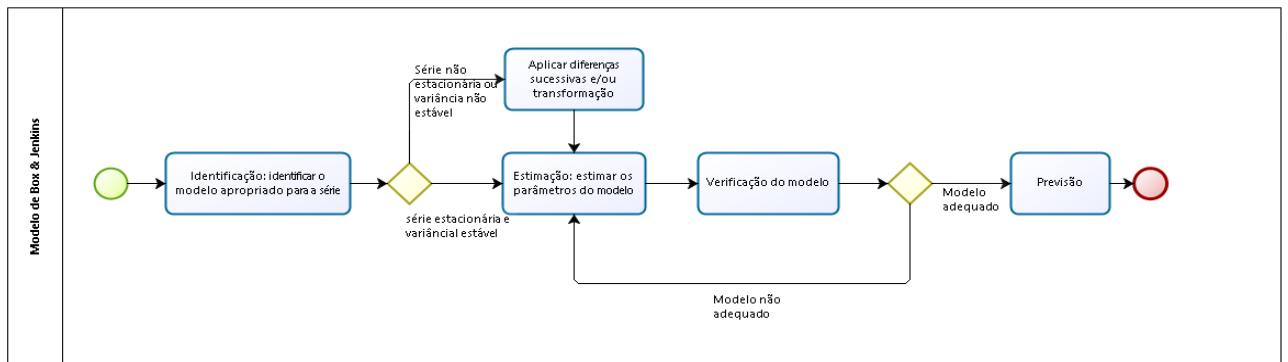 Modelo de Box & Jenkins
Identificação: identificar o
modelo apropriado para a série
Série não
estacionária ou
variância não
estável
Aplicar diferenças
sucessivas e/ou
transformação
série estacionária e
variâncial estável
Estimação: estimar os
parâmetros do modelo
Verificação do modelo
Modelo
adequado
Previsão
Modelo não
adequado